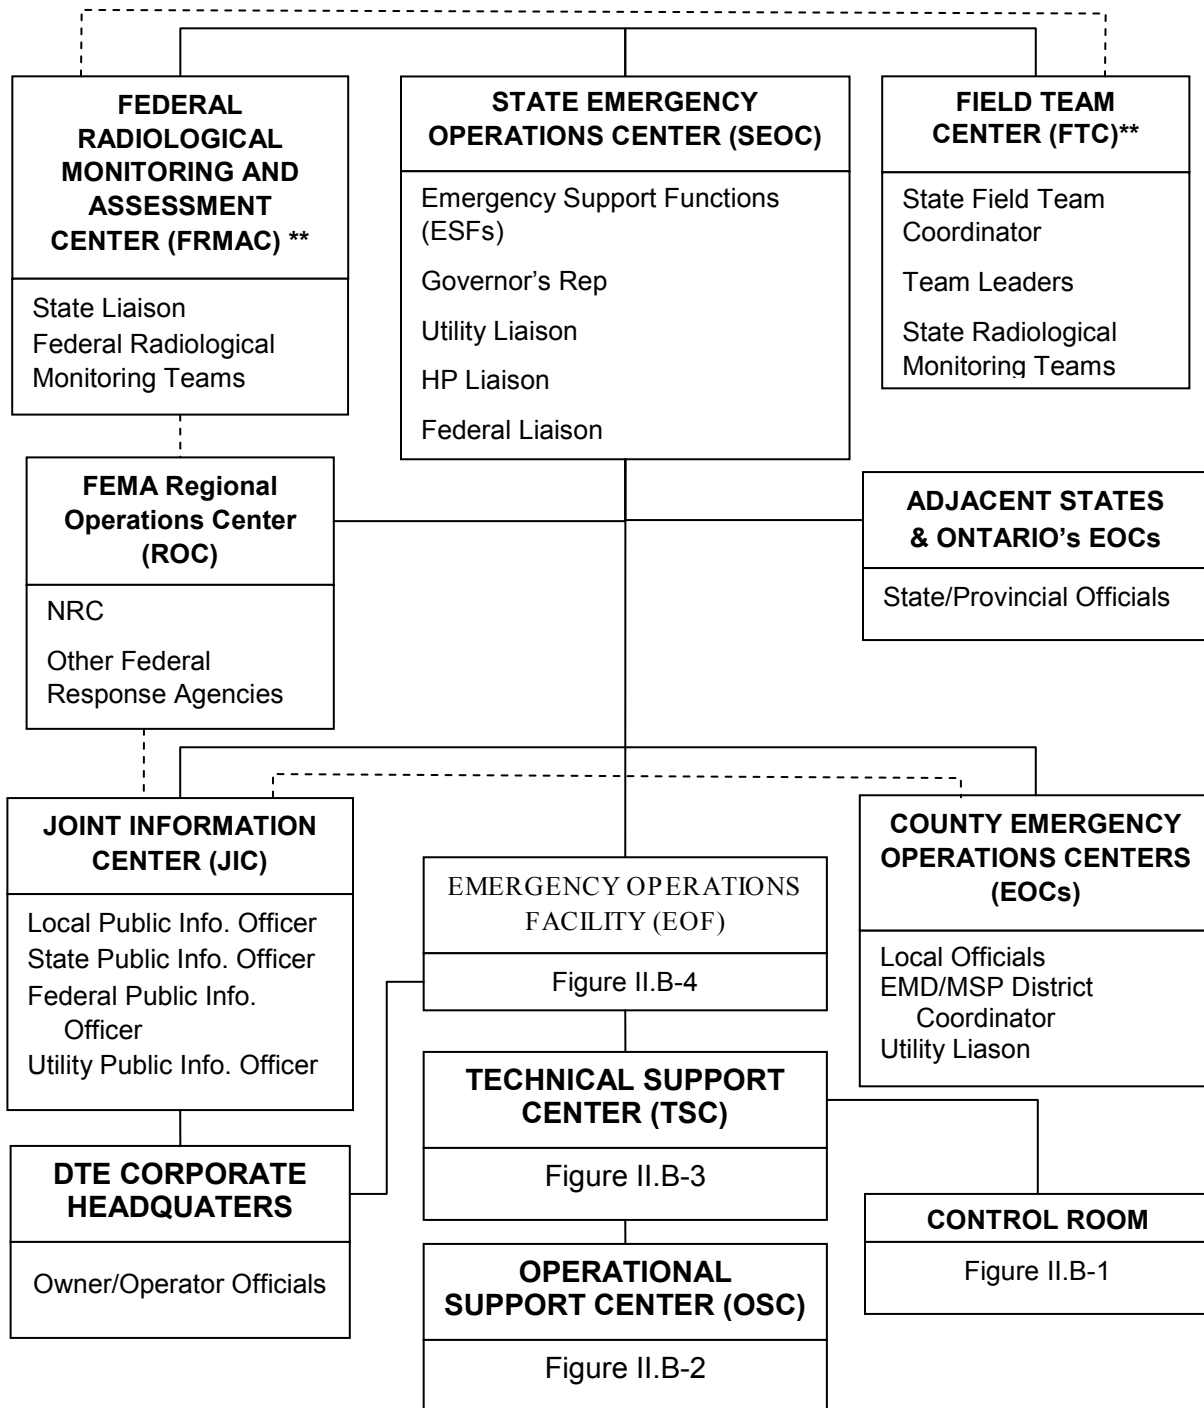 FEDERAL
RADIOLOGICAL
MONITORING AND
ASSESSMENT
CENTER (FRMAC) **
State Liaison
Federal Radiological
Monitoring Teams
STATE EMERGENCY
OPERATIONS CENTER (SEOC)
Emergency Support Functions
(ESFs)
Governor’s Rep
Utility Liaison
HP Liaison
Federal Liaison
FIELD TEAM
CENTER (FTC)**
State Field Team
Coordinator
Team Leaders
State Radiological
Monitoring Teams
FEMA Regional
Operations Center
(ROC)
NRC
Other Federal
Response Agencies
ADJACENT STATES
& ONTARIO’s EOCs
State/Provincial Officials
JOINT INFORMATION
CENTER (JIC)
Local Public Info. Officer
State Public Info. Officer
Federal Public Info.
Officer
Utility Public Info. Officer
EMERGENCY OPERATIONS
FACILITY (EOF)
Figure II.B-4
COUNTY EMERGENCY
OPERATIONS CENTERS
(EOCs)
Local Officials
EMD/MSP District
Coordinator
Utility Liason
TECHNICAL SUPPORT
CENTER (TSC)
Figure II.B-3
DTE CORPORATE
HEADQUATERS
Owner/Operator Officials
OPERATIONAL
SUPPORT CENTER (OSC)
Figure II.B-2
CONTROL ROOM
Figure II.B-1